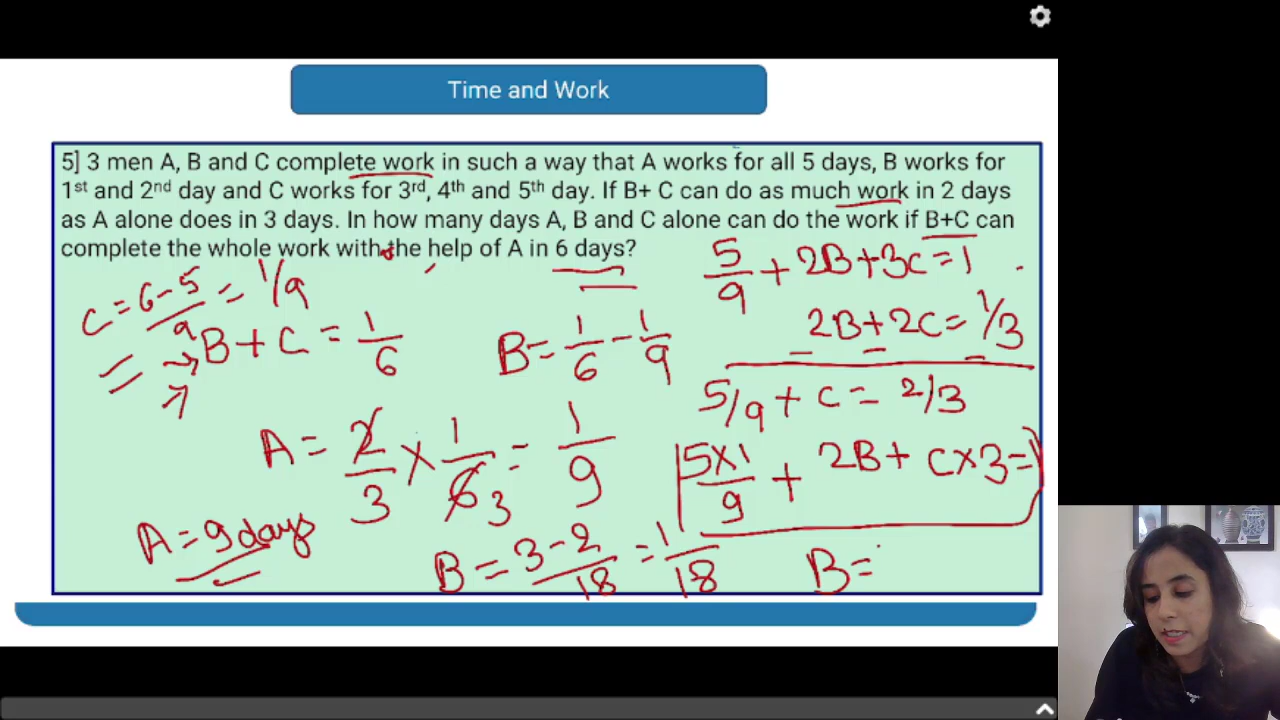 Time and Work
5] 3 men A, B and C complete work in such a way that A works for all 5 days, B works for
1st and 2nd day and C works for 3rd, 4th and 5th day. If B+ C can do as much work in 2 days
as A alone does in 3 days. In how many days A, B and C alone can do the work if B+C can
complete the whole work with the help of A in 6 days?
5/9 + 2B+3C=1
C= 6-5/9 = 1/9
2B+2C= 1/3
B+C = 1/6
B= 1/6 - 1/9
5/9 + C = 2/3
A= 2/3 × 1/6 3 = 1/9
5×1/9 + 2B+ C×3=1
A=9 days
B= 3-2/18 = 1/18
B=